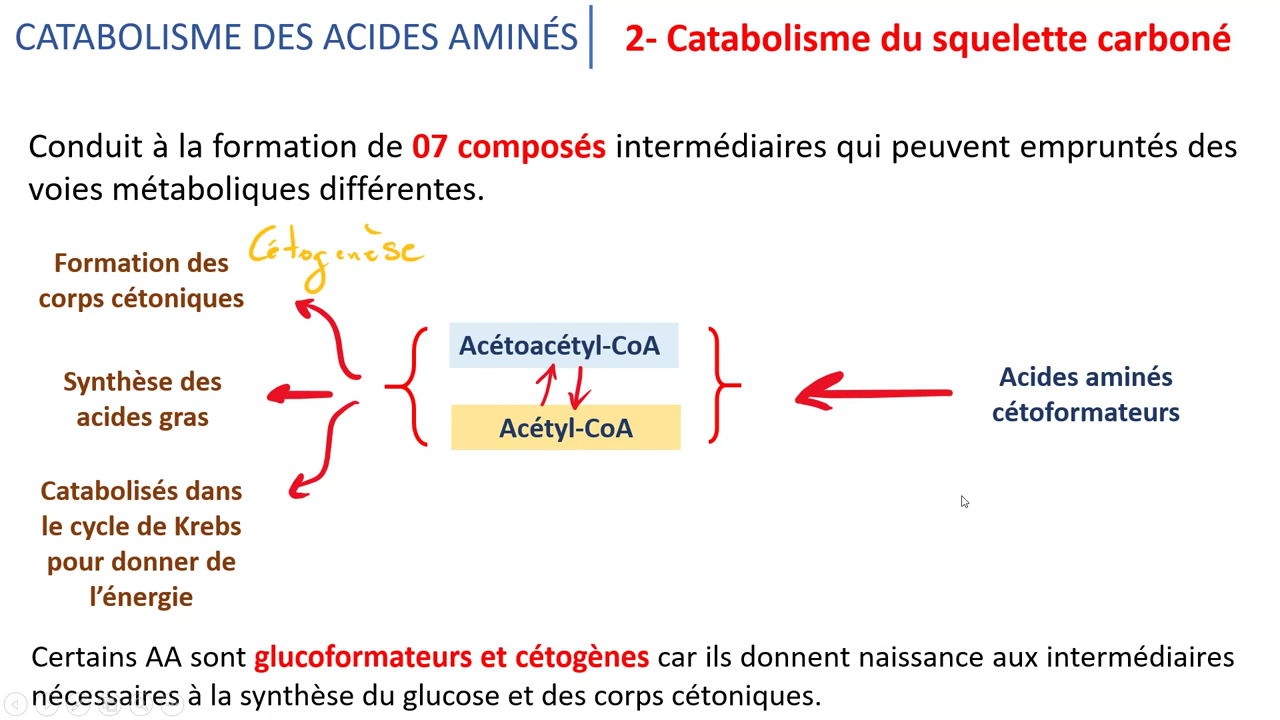 CATABOLISME DES ACIDES AMINÉS
2- Catabolisme du squelette carboné
Conduit à la formation de 07 composés intermédiaires qui peuvent empruntés des
voies métaboliques différentes.
Cétogenèse
Formation des
corps cétoniques
Acétoacétyl-CoA
Synthèse des
acides gras
Acides aminés
cétoformateurs
Acétyl-CoA
Catabolisés dans
le cycle de Krebs
pour donner de
l'énergie
Certains AA sont glucoformateurs et cétogènes car ils donnent naissance aux intermédiaires
nécessaires à la synthèse du glucose et des corps cétoniques.